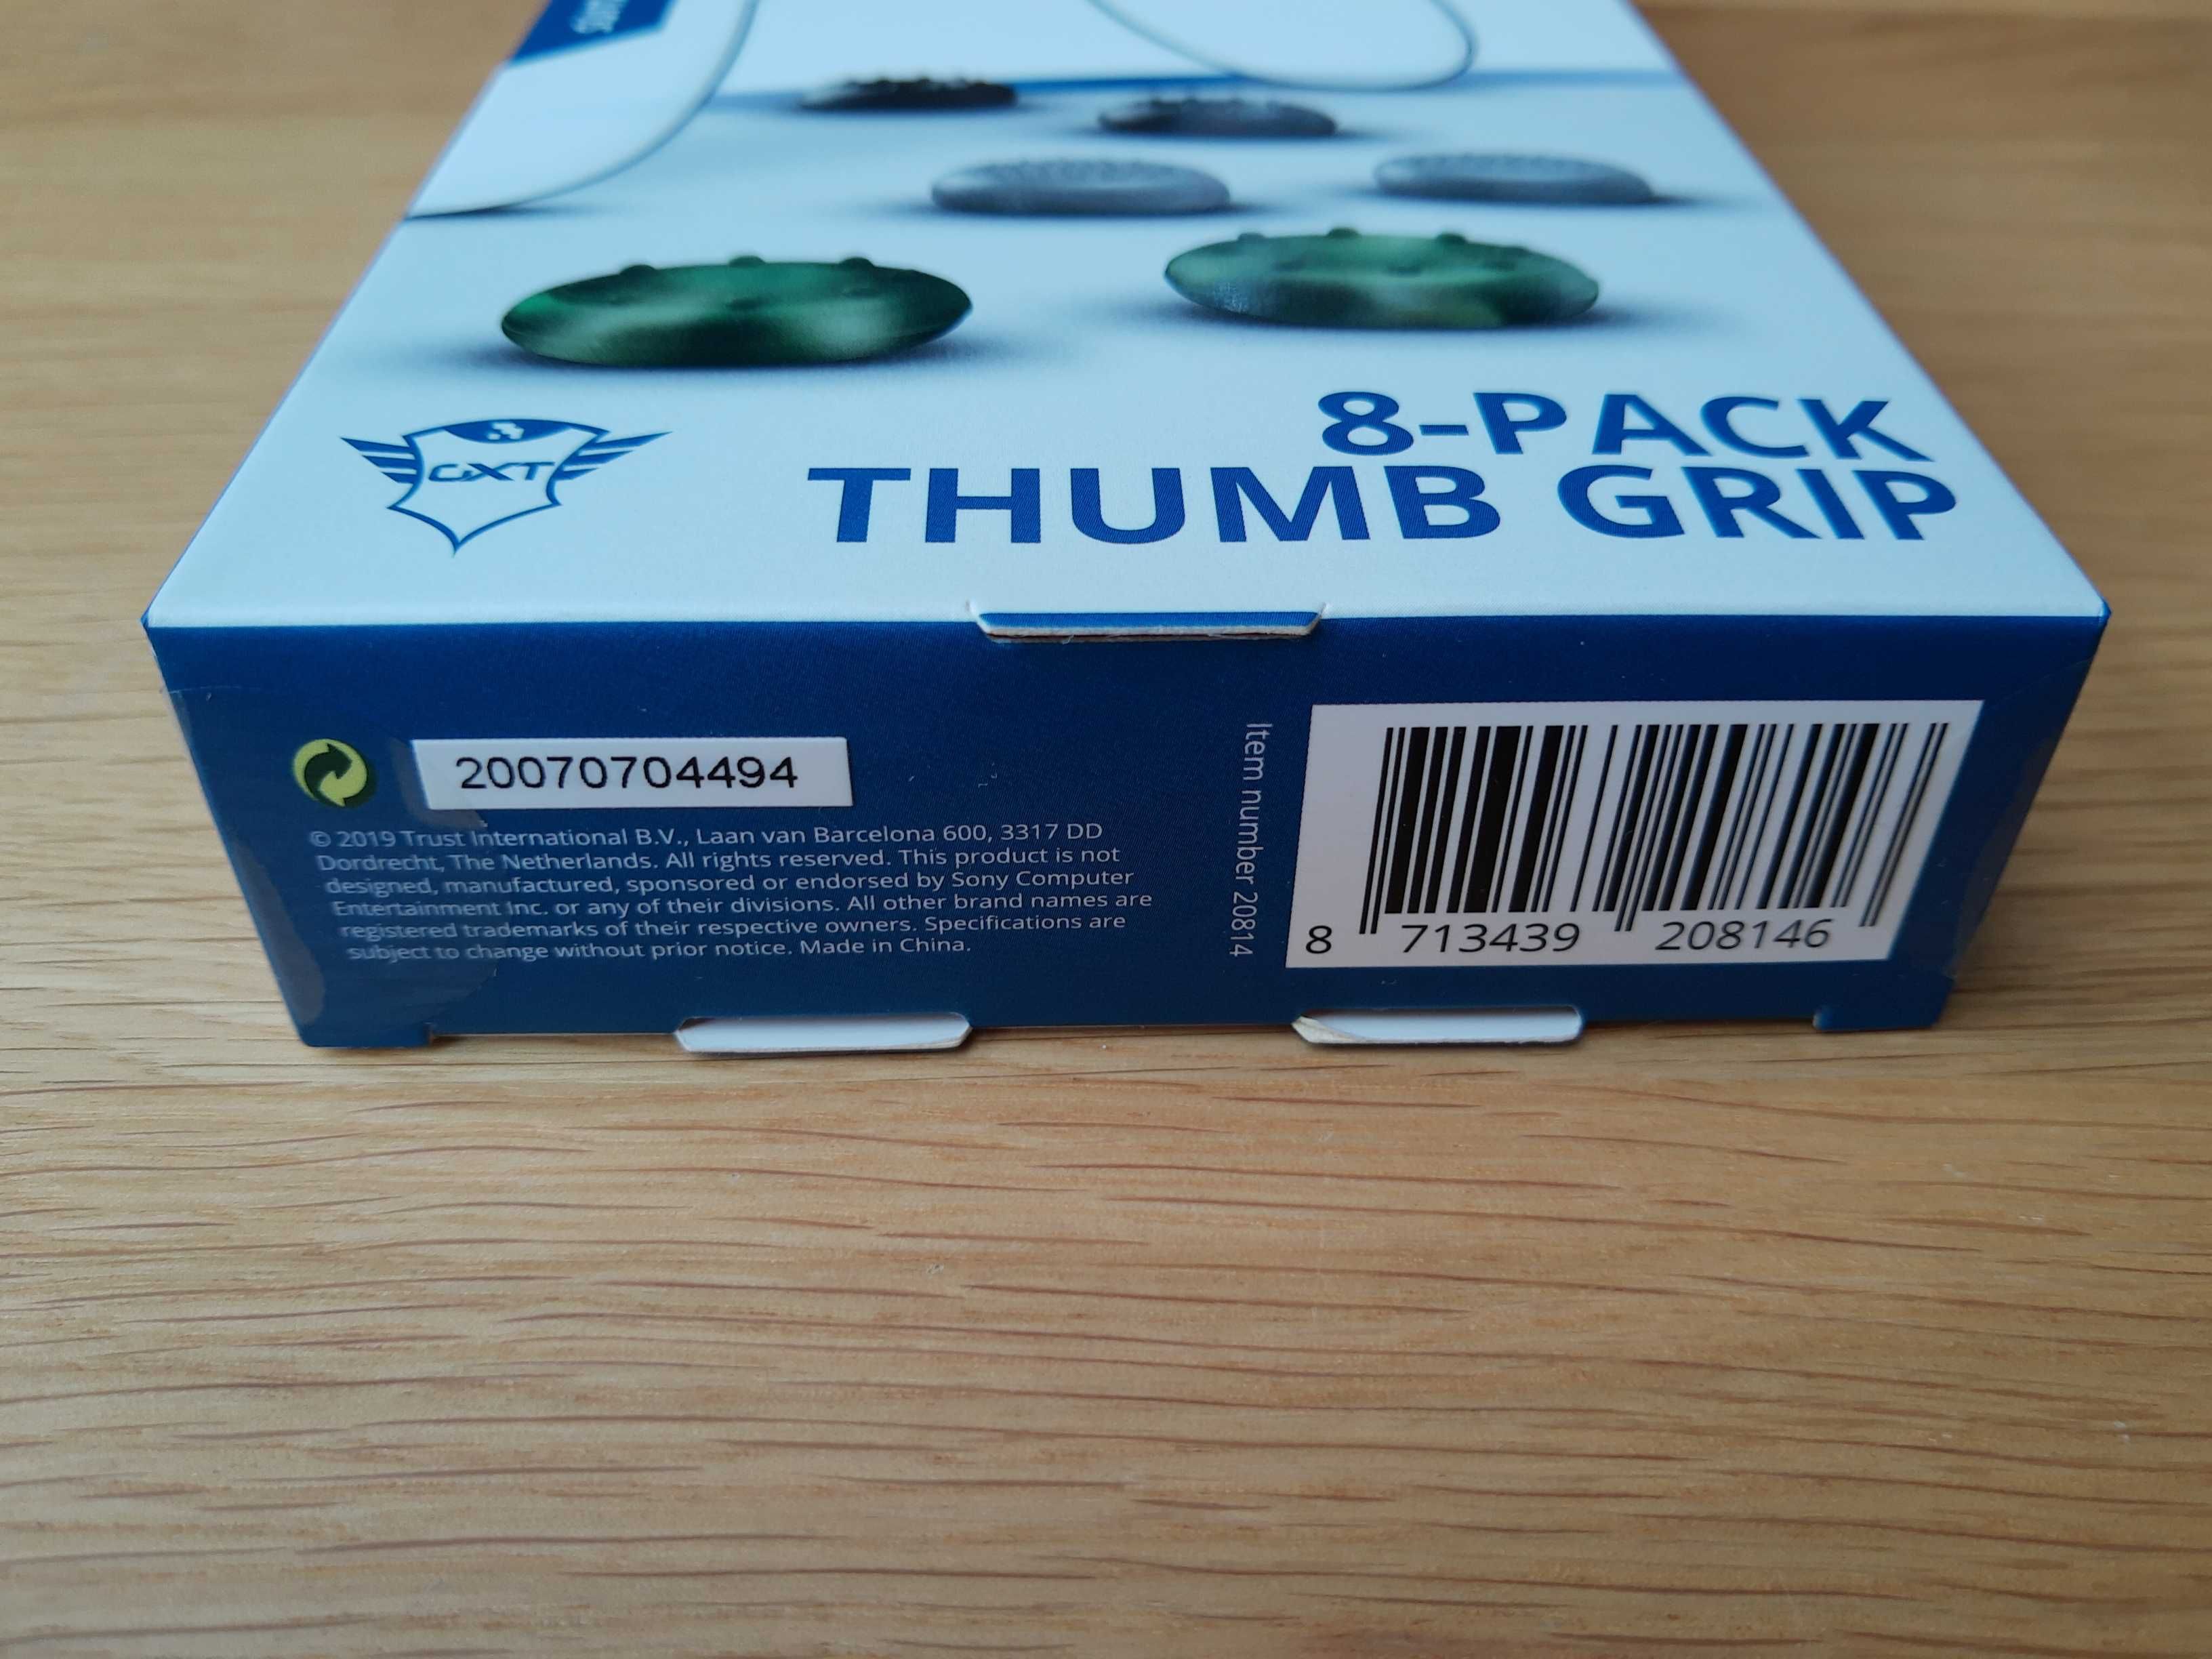 GXT
8-PACK
THUMB GRIP
20070704494
© 2019 Trust International B.V., Laan van Barcelona 600, 3317 DD
Dordrecht, The Netherlands. All rights reserved. This product is not
designed, manufactured, sponsored or endorsed by Sony Computer
Entertainment Inc. or any of their divisions. All other brand names are
registered trademarks of their respective owners. Specifications are
subject to change without prior notice. Made in China.
Item number 20814
8 713439 208146